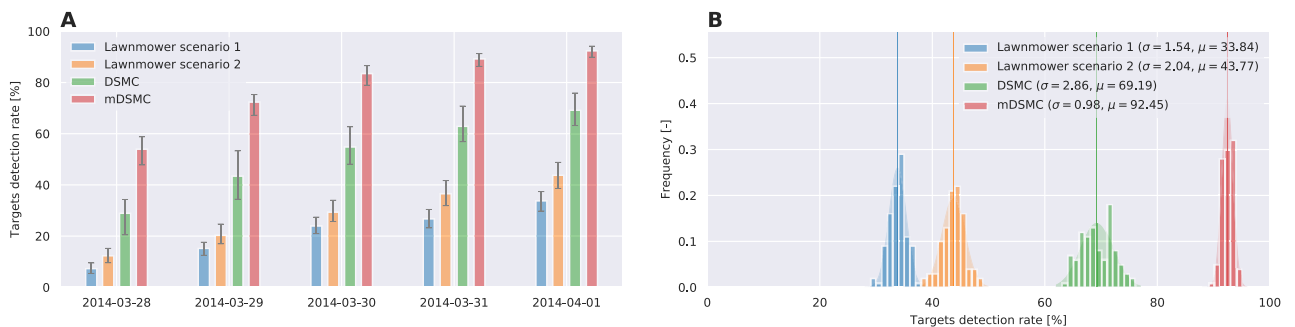 A
Targets detection rate [%]
100
80
60
40
20
0
Lawnmower scenario 1
Lawnmower scenario 2
DSMC
mDSMC
2014-03-28 2014-03-29 2014-03-30 2014-03-31 2014-04-01
B
Frequency [-]
0.5
0.4
0.3
0.2
0.1
0.0
Lawnmower scenario 1 (σ = 1.54, μ = 33.84)
Lawnmower scenario 2 (σ = 2.04, μ = 43.77)
DSMC (σ = 2.86, μ = 69.19)
mDSMC (σ = 0.98, μ = 92.45)
0 20 40 60 80 100
Targets detection rate [%]